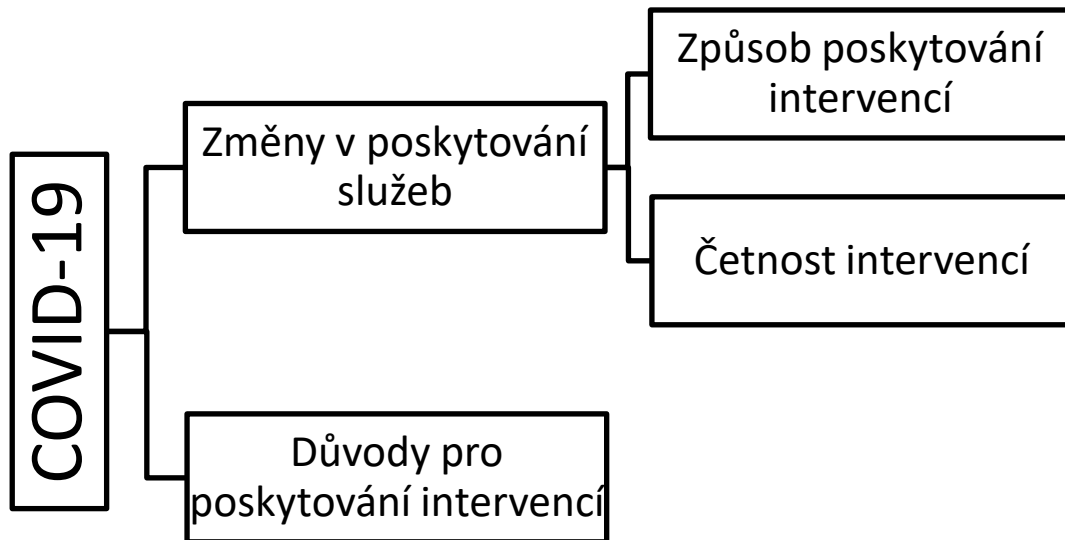 COVID-19
Změny v poskytování
služeb
Způsob poskytování
intervencí
Četnost intervencí
Důvody pro
poskytování intervencí